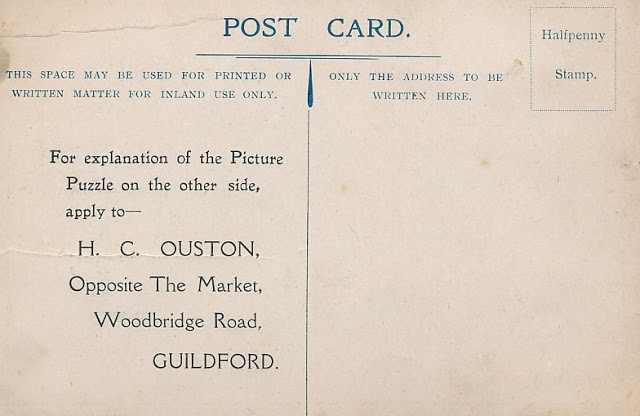 POST CARD.
Halfpenny
Stamp.
THIS SPACE MAY BE USED FOR PRINTED OR
WRITTEN MATTER FOR INLAND USE ONLY.
ONLY THE ADDRESS TO BE
WRITTEN HERE.
For explanation of the Picture
Puzzle on the other side,
apply to—
H. C. OUSTON,
Opposite The Market,
Woodbridge Road,
GUILDFORD.